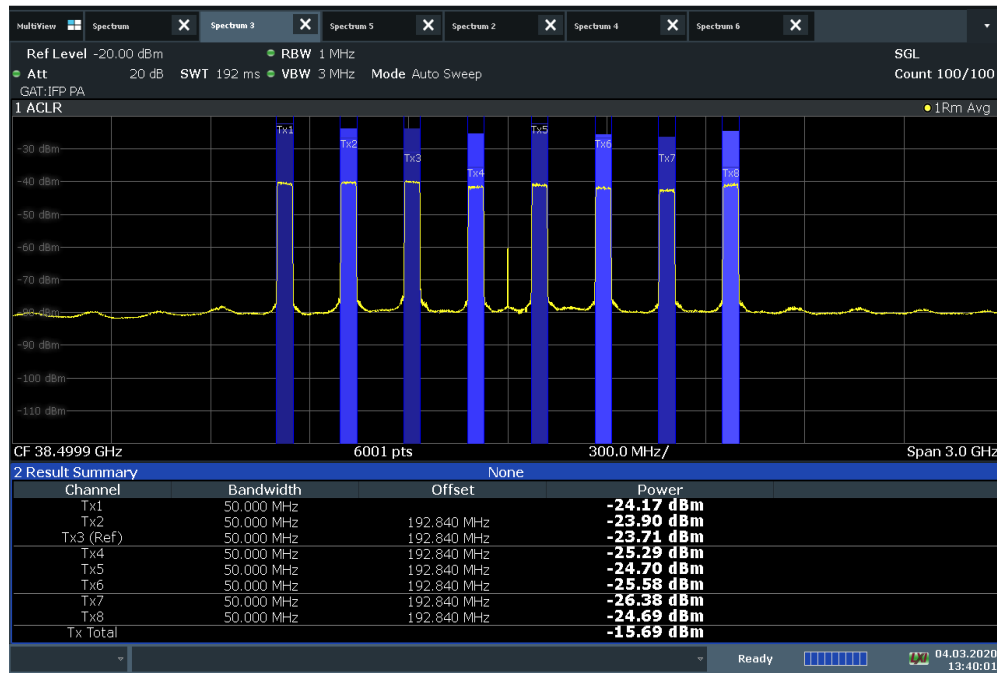 MultiView Spectrum X Spectrum 3 X Spectrum 5 X Spectrum 2 X Spectrum 4 X Spectrum 6 X
Ref Level -20.00 dBm RBW 1 MHz SGL
Att 20 dB SWT 192 ms VBW 3 MHz Mode Auto Sweep Count 100/100
GAT:IFP PA
1 ACLR 1Rm Avg
Tx1 Tx5
Tx2 Tx6
-30 dBm
Tx3 Tx7
Tx4 Tx8
-40 dBm
-50 dBm
-60 dBm
-70 dBm
-80 dBm
-90 dBm
-100 dBm
-110 dBm
CF 38.4999 GHz 6001 pts 300.0 MHz/ Span 3.0 GHz
2 Result Summary None
Channel Bandwidth Offset Power
Tx1 50.000 MHz -24.17 dBm
Tx2 50.000 MHz 192.840 MHz -23.90 dBm
Tx3 (Ref) 50.000 MHz 192.840 MHz -23.71 dBm
Tx4 50.000 MHz 192.840 MHz -25.29 dBm
Tx5 50.000 MHz 192.840 MHz -24.70 dBm
Tx6 50.000 MHz 192.840 MHz -25.58 dBm
Tx7 50.000 MHz 192.840 MHz -26.38 dBm
Tx8 50.000 MHz 192.840 MHz -24.69 dBm
Tx Total -15.69 dBm
Ready LXI 04.03.2020
13:40:01